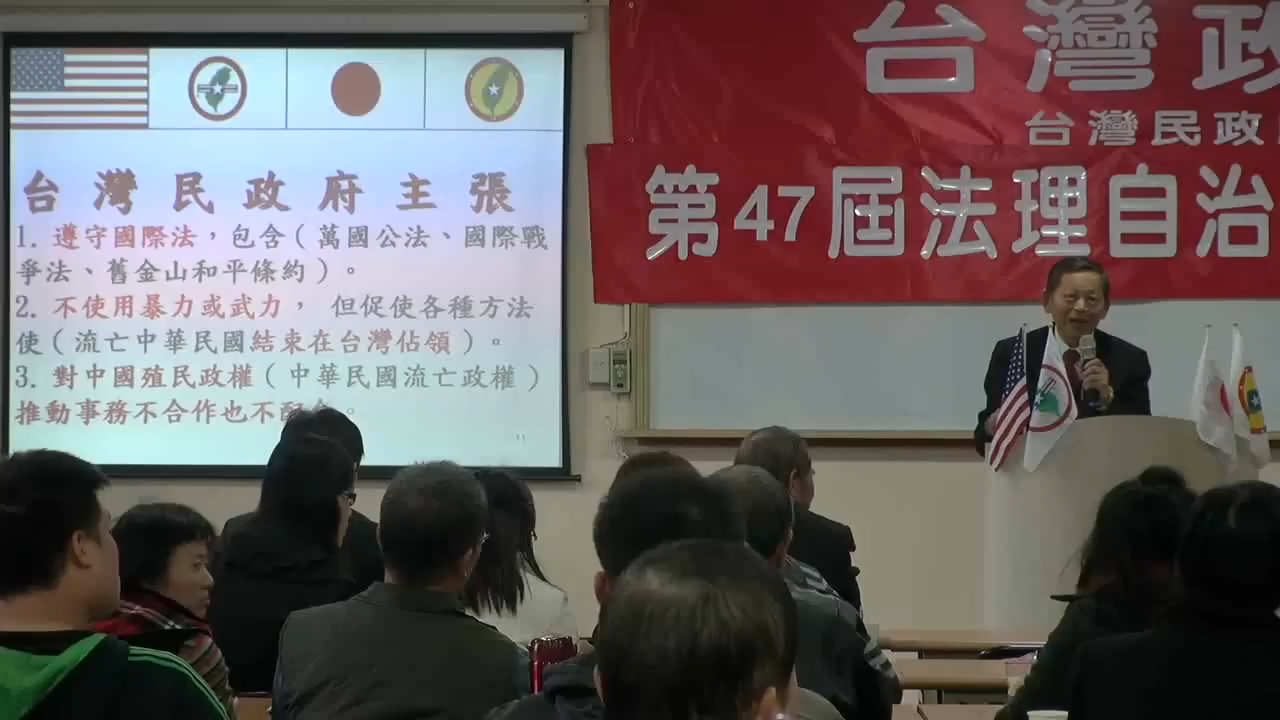 台灣民政府主張
1. 遵守國際法，包含（萬國公法、國際戰
爭法、舊金山和平條約）。
2. 不使用暴力或武力， 但促使各種方法
使（流亡中華民國結束在台灣佔領）。
3. 對中國殖民政權（中華民國流亡政權）
推動事務不合作也不配
11
台灣政
台灣民政
第47屆法理自治